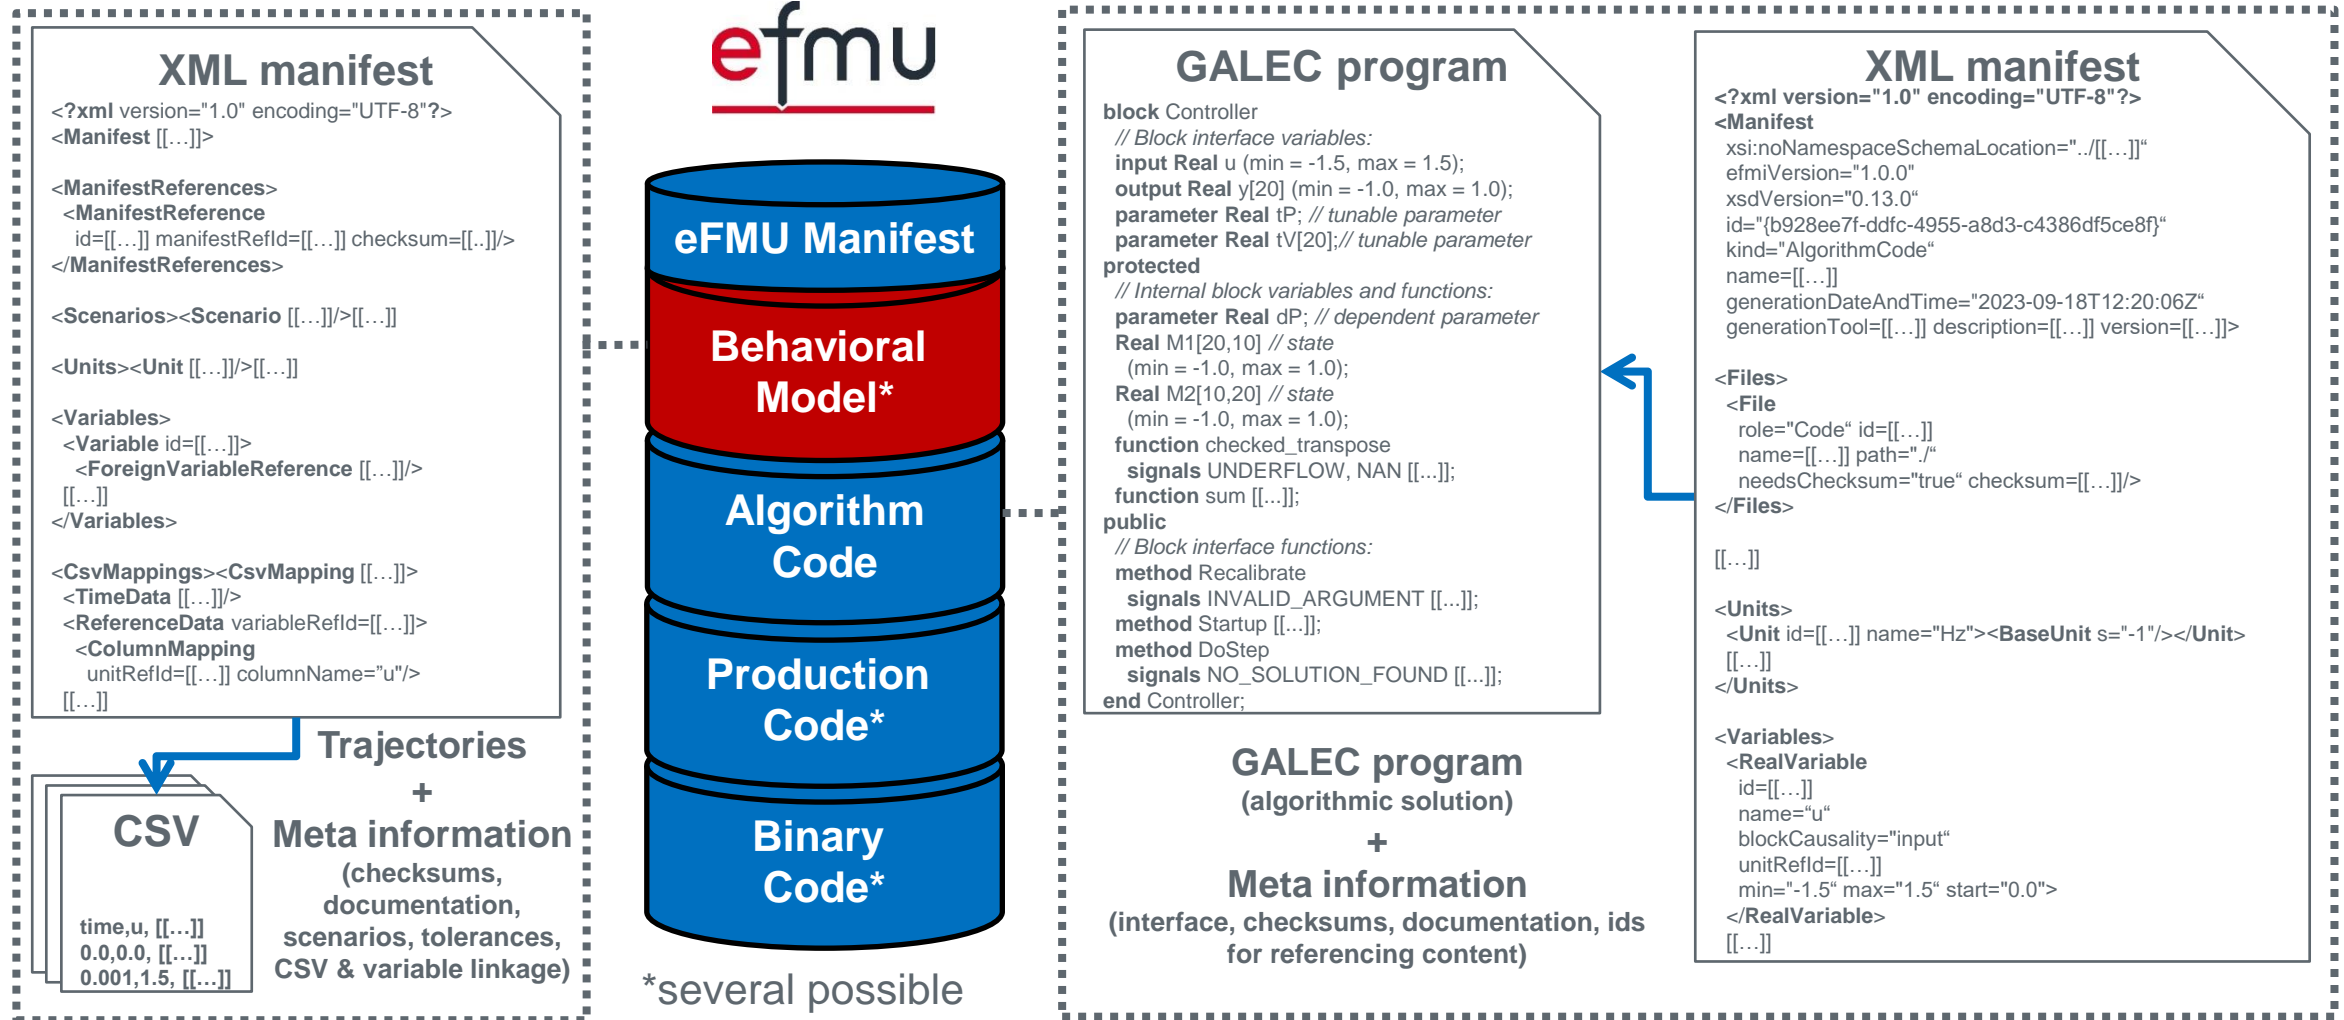 XML manifest
<?xml version="1.0" encoding="UTF-8"?>
<Manifest [[…]]>
<ManifestReferences>
<ManifestReference
id=[[…]] manifestRefId=[[…]] checksum=[[..]]/>
</ManifestReferences>
<Scenarios><Scenario [[…]]/>[[…]]
<Units><Unit [[…]]/>[[…]]
<Variables>
<Variable id=[[…]]>
<ForeignVariableReference [[…]]/>
[[…]]
</Variables>
<CsvMappings><CsvMapping [[…]]>
<TimeData [[…]]/>
<ReferenceData variableRefId=[[…]]>
<ColumnMapping
unitRefId=[[…]] columnName=”u"/>
[[…]]
Trajectories
+
Meta information
(checksums,
documentation,
scenarios, tolerances,
CSV & variable linkage)
CSV
time,u, [[…]]
0.0,0.0, [[…]]
0.001,1.5, [[…]]
efmu
eFMU Manifest
Behavioral
Model*
Algorithm
Code
Production
Code*
Binary
Code*
*several possible
GALEC program
block Controller
// Block interface variables:
input Real u (min = -1.5, max = 1.5);
output Real y[20] (min = -1.0, max = 1.0);
parameter Real tP; // tunable parameter
parameter Real tV[20];// tunable parameter
protected
// Internal block variables and functions:
parameter Real dP; // dependent parameter
Real M1[20,10] // state
(min = -1.0, max = 1.0);
Real M2[10,20] // state
(min = -1.0, max = 1.0);
function checked_transpose
signals UNDERFLOW, NAN [[...]];
function sum [[...]];
public
// Block interface functions:
method Recalibrate
signals INVALID_ARGUMENT [[...]];
method Startup [[...]];
method DoStep
signals NO_SOLUTION_FOUND [[...]];
end Controller;
GALEC program
(algorithmic solution)
+
Meta information
(interface, checksums, documentation, ids
for referencing content)
XML manifest
<?xml version="1.0" encoding="UTF-8"?>
<Manifest
xsi:noNamespaceSchemaLocation="../[[…]]“
efmiVersion="1.0.0"
xsdVersion="0.13.0“
id="{b928ee7f-ddfc-4955-a8d3-c4386df5ce8f}“
kind="AlgorithmCode“
name=[[…]]
generationDateAndTime="2023-09-18T12:20:06Z“
generationTool=[[…]] description=[[…]] version=[[…]]>
<Files>
<File
role="Code“ id=[[…]]
name=[[…]] path="./“
needsChecksum="true“ checksum=[[…]]/>
</Files>
[[…]]
<Units>
<Unit id=[[…]] name="Hz"><BaseUnit s="-1"/></Unit>
[[…]]
</Units>
<Variables>
<RealVariable
id=[[…]]
name=“u“
blockCausality="input“
unitRefId=[[…]]
min="-1.5“ max="1.5“ start="0.0">
</RealVariable>
[[…]]